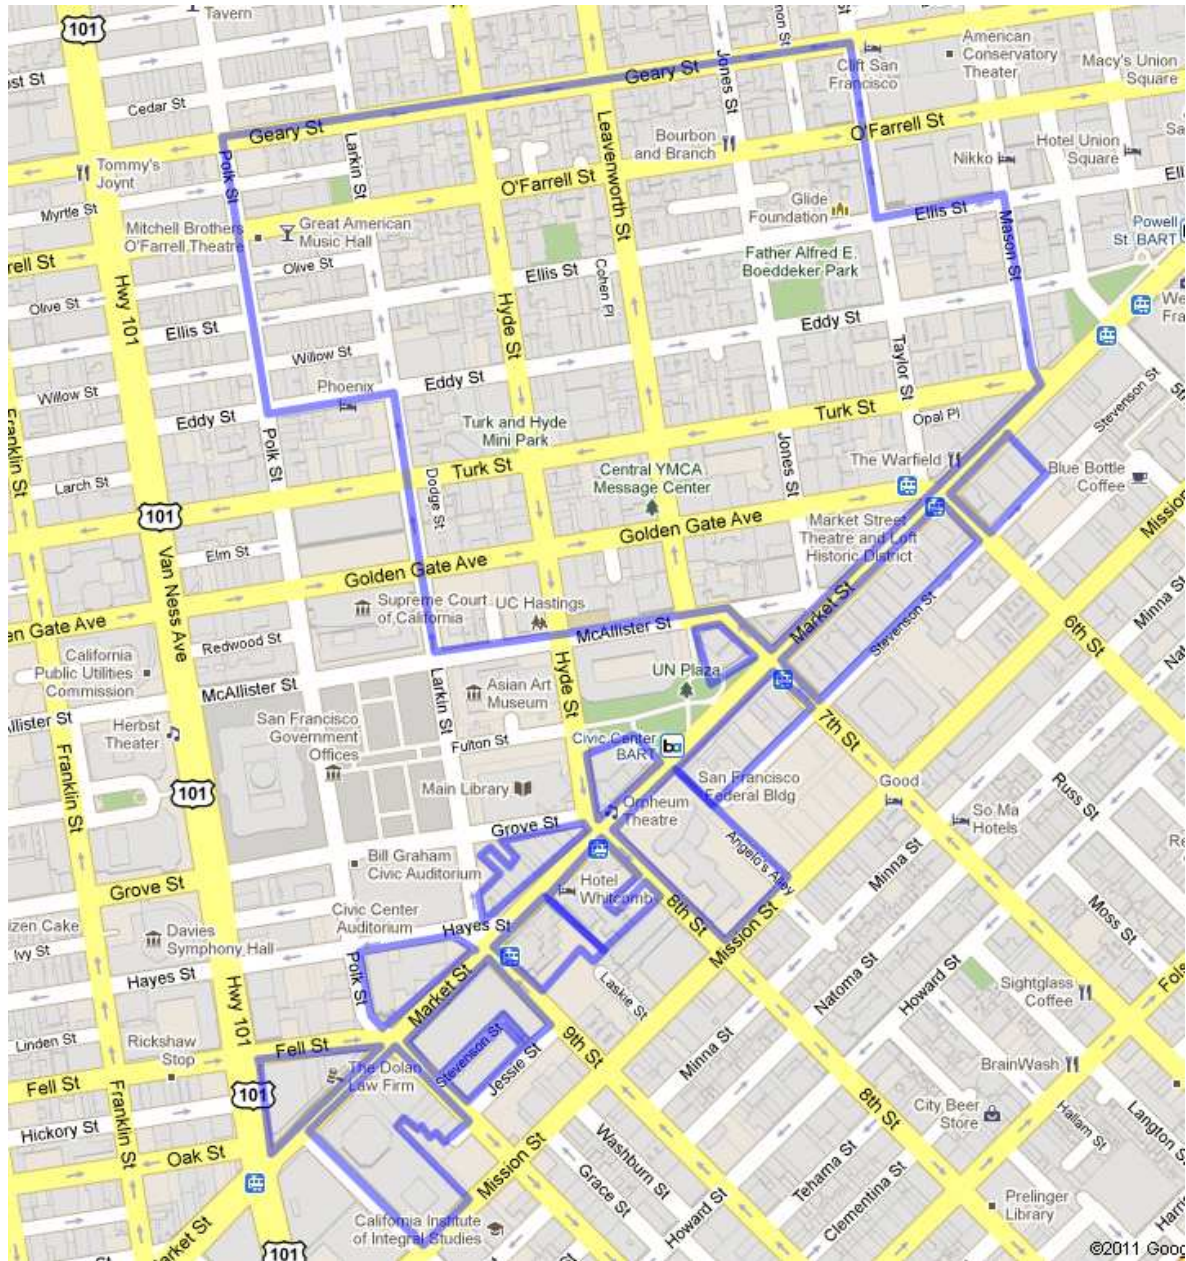 101
Tavern
ost St
Cedar St
Geary St
Geary St
Jones St
Clift San
Francisco
American
Conservatory
Theater
Macy's Union
Square
Tommy's
Joynt
Polk St
Larkin St
Leavenworth St
Bourbon
and Branch
O'Farrell St
Nikko
Hotel Union
Square
Myrtle St
O'Farrell St
Mitchell Brothers
O'Farrell Theatre
Great American
Music Hall
Glide
Foundation
Ellis St
Mason St
Powell
St. BART
rell St
Olive St
Olive St
Hwy 101
Ellis St
Ellis St
Cohen Pl
Hyde St
Father Alfred E.
Boeddeker Park
Eddy St
Taylor St
Willow St
Willow St
Phoenix
Eddy St
Eddy St
Franklin St
Polk St
Turk and Hyde
Mini Park
Turk St
Opal Pl
Stevenson St
Larch St
Turk St
Dodge St
Central YMCA
Message Center
Jones St
The Warfield
Blue Bottle
Coffee
Mission
101
Van Ness Ave
Elm St
Golden Gate Ave
Golden Gate Ave
Market Street
Theatre and Loft
Historic District
en Gate Ave
Redwood St
Supreme Court
of California
UC Hastings
McAllister St
Market St
Stevenson St
6th St
Minna St
California
Public Utilities
Commission
McAllister St
Larkin St
Hyde St
Asian Art
Museum
UN Plaza
7th St
llister St
Herbst
Theater
San Francisco
Government
Offices
Fulton St
Civic Center
BART
Franklin St
101
Main Library
San Francisco
Federal Bldg
Good
Russ St
So Ma
Hotels
Orpheum
Theatre
Grove St
Angelo's Alley
Minna St
Grove St
Bill Graham
Civic Auditorium
Hotel
Whitcomb
8th St
Mission St
Moss St
izen Cake
Ivy St
Davies
Symphony Hall
Civic Center
Auditorium
Hayes St
Hayes St
Polk St
Market St
Laskie St
Natoma St
Howard St
Sightglass
Coffee
Hwy 101
Linden St
Rickshaw
Stop
Fell St
Fell St
The Dolan
Law Firm
Stevenson St
Jessie St
9th St
Minna St
BrainWash
101
Hickory St
Franklin St
Oak St
8th St
City Beer
Store
Hallam St
Langton St
Mission St
Washburn St
Grace St
Howard St
Tehama St
Clementina St
Prelinger
Library
California Institute
of Integral Studies
arket St
101
©2011 Goog